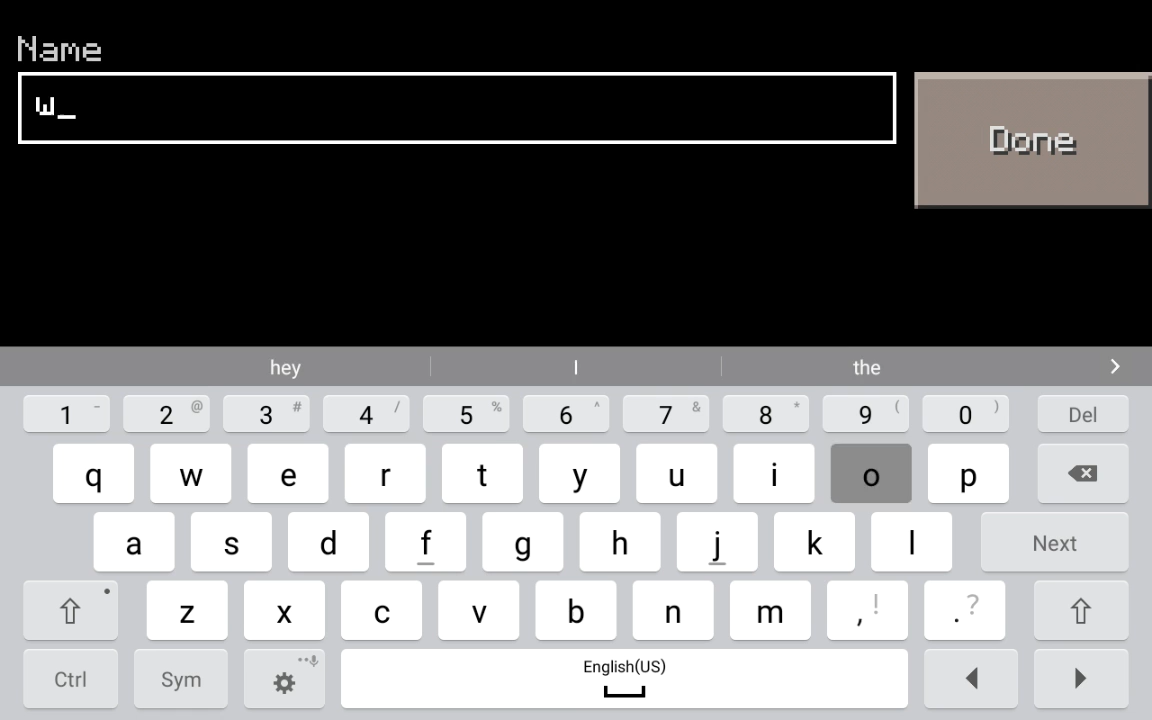 Name
w_
Done
hey I the >
1 - 2 @ 3 # 4 / 5 % 6 ^ 7 & 8 * 9 ( 0 ) Del
q w e r t y u i o p
a s d f g h j k l Next
z x c v b n m , ! . ?
Ctrl Sym English(US)